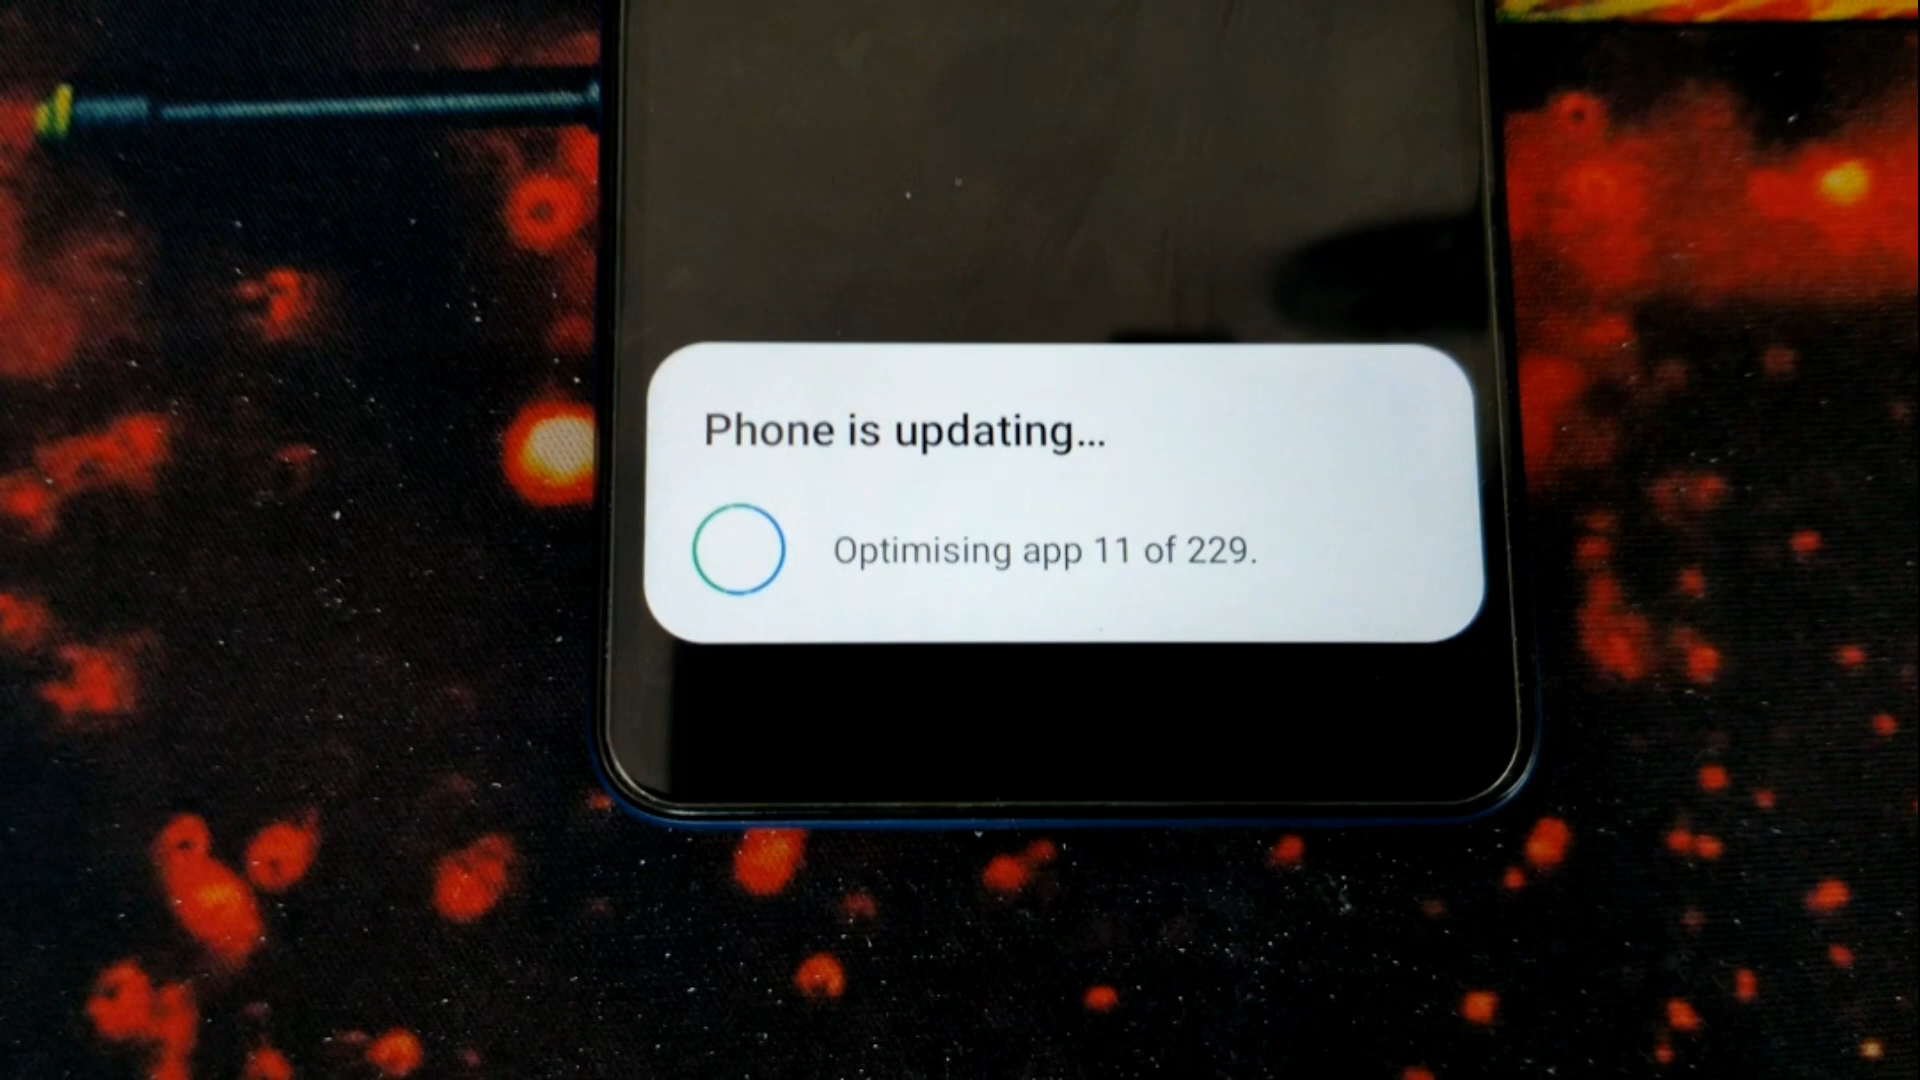 Phone is updating...
Optimising app 11 of 229.